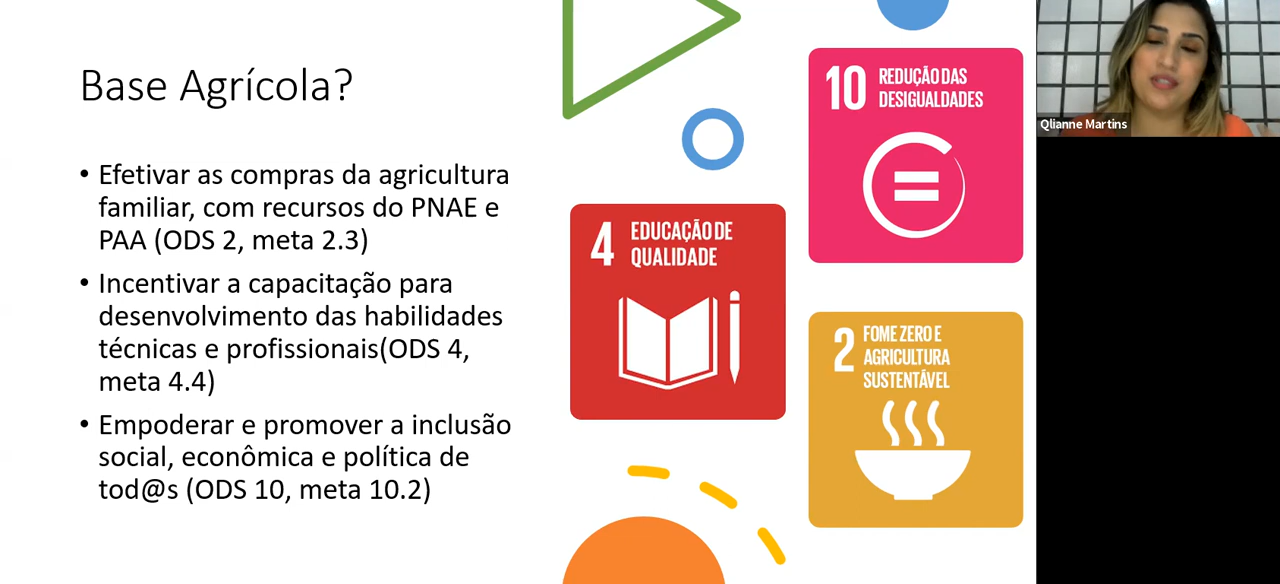 Base Agrícola?
• Efetivar as compras da agricultura
familiar, com recursos do PNAE e
PAA (ODS 2, meta 2.3)
• Incentivar a capacitação para
desenvolvimento das habilidades
técnicas e profissionais(ODS 4,
meta 4.4)
• Empoderar e promover a inclusão
social, econômica e política de
tod@s (ODS 10, meta 10.2)
4 EDUCAÇÃO DE
QUALIDADE
10 REDUÇÃO DAS
DESIGUALDADES
2 FOME ZERO E
AGRICULTURA
SUSTENTÁVEL
Qlianne Martins